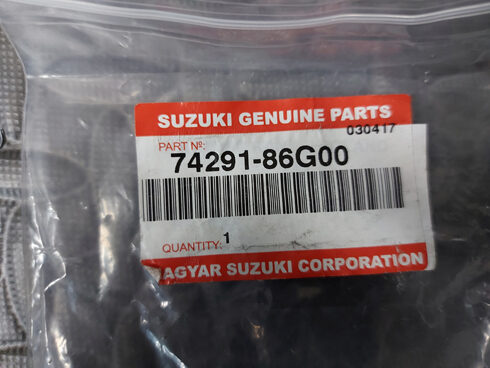 SUZUKI GENUINE PARTS
030417
PART Nº:
74291-86G00
QUANTITY: 1
AGYAR SUZUKI CORPORATION